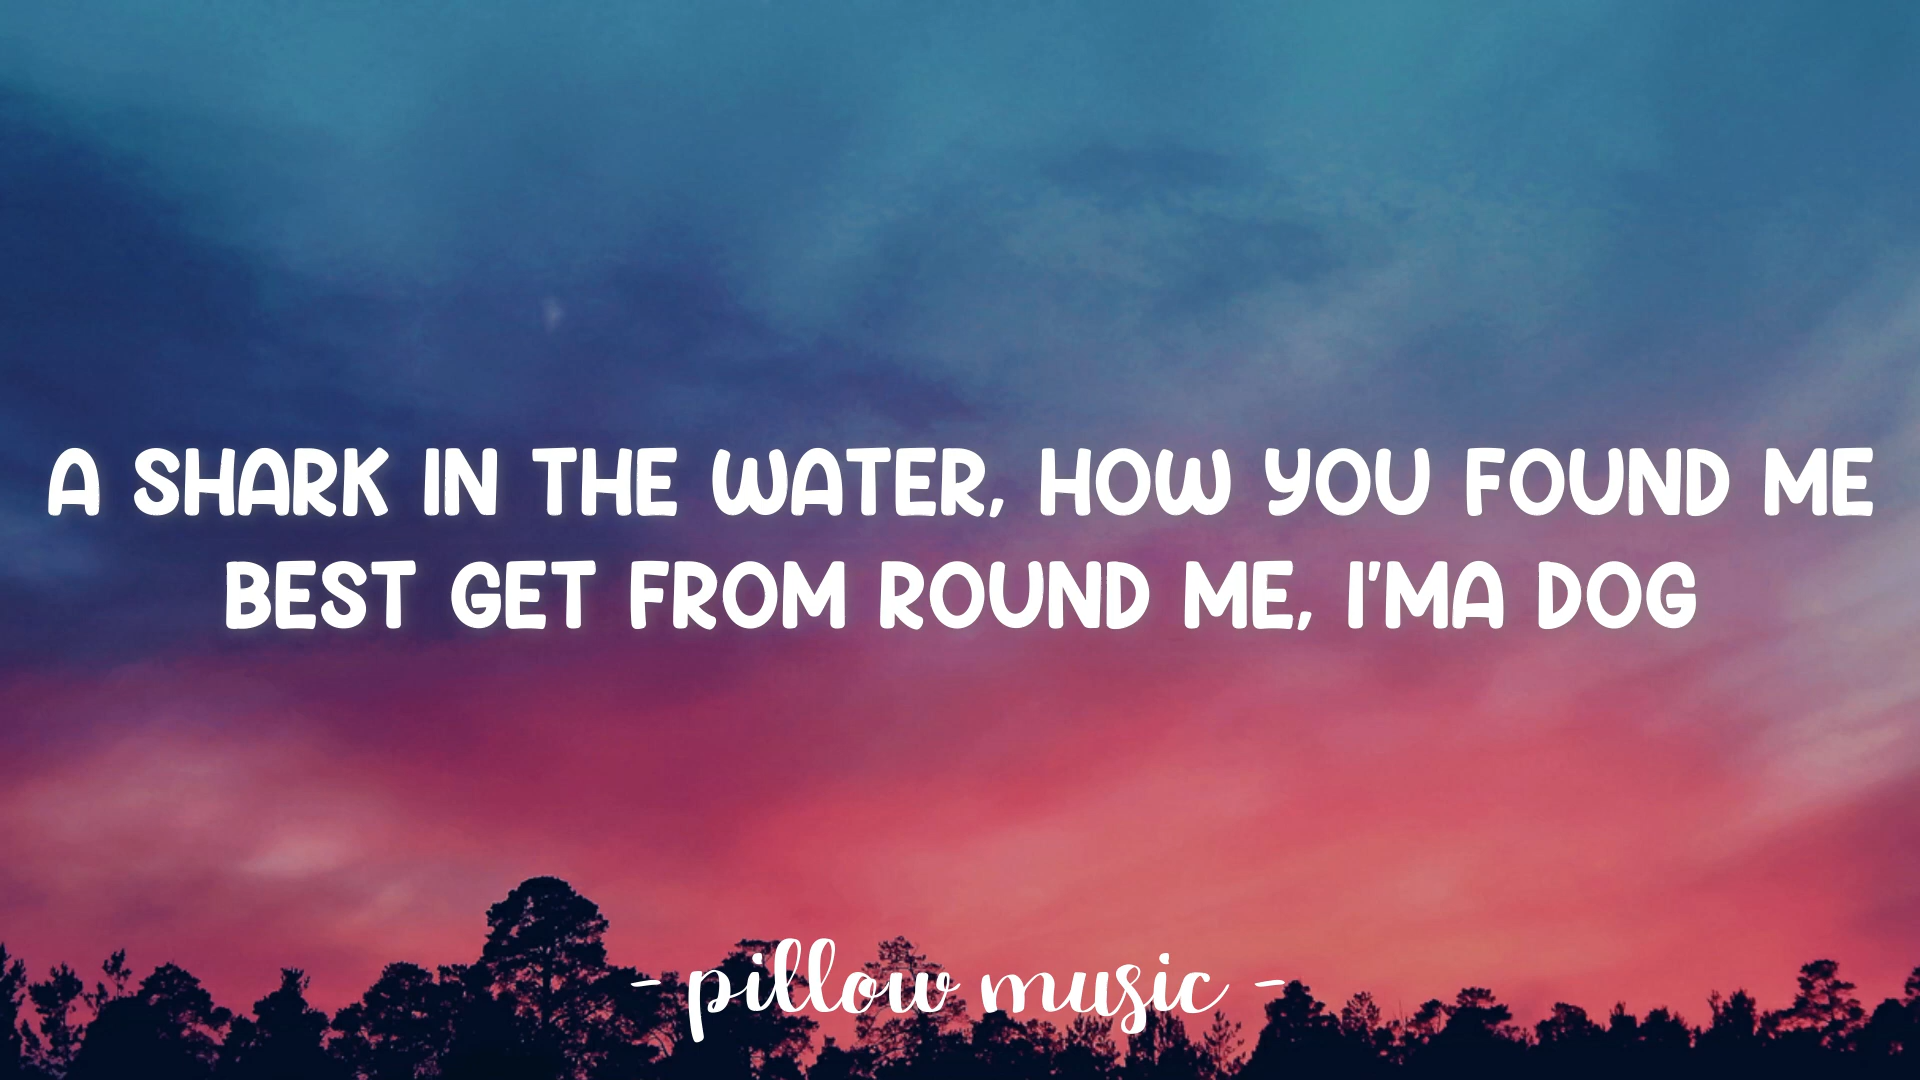 A SHARK IN THE WATER, HOW YOU FOUND ME
BEST GET FROM ROUND ME, I'MA DOG
- pillow music -